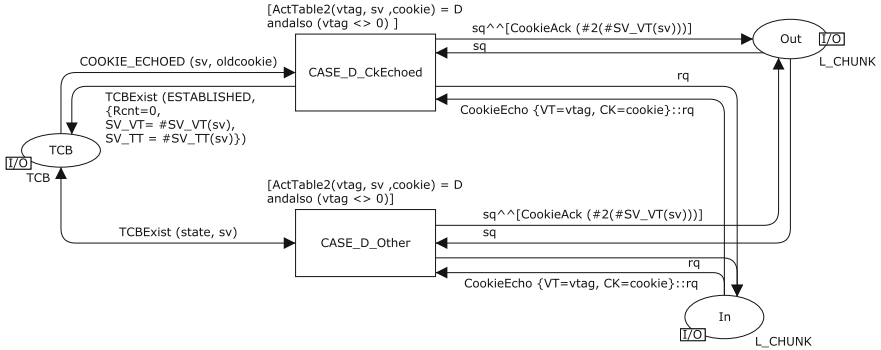 [ActTable2(vtag, sv ,cookie) = D
andalso (vtag <> 0) ]
sq^^[CookieAck (#2(#SV_VT(sv)))]
Out
I/O
sq
L_CHUNK
COOKIE_ECHOED (sv, oldcookie)
CASE_D_CkEchoed
rq
TCBExist (ESTABLISHED,
{Rcnt=0,
SV_VT= #SV_VT(sv),
SV_TT = #SV_TT(sv)})
CookieEcho {VT=vtag, CK=cookie}::rq
TCB
I/O
TCB
[ActTable2(vtag, sv ,cookie) = D
andalso (vtag <> 0)]
sq^^[CookieAck (#2(#SV_VT(sv)))]
TCBExist (state, sv)
sq
CASE_D_Other
rq
CookieEcho {VT=vtag, CK=cookie}::rq
In
I/O
L_CHUNK